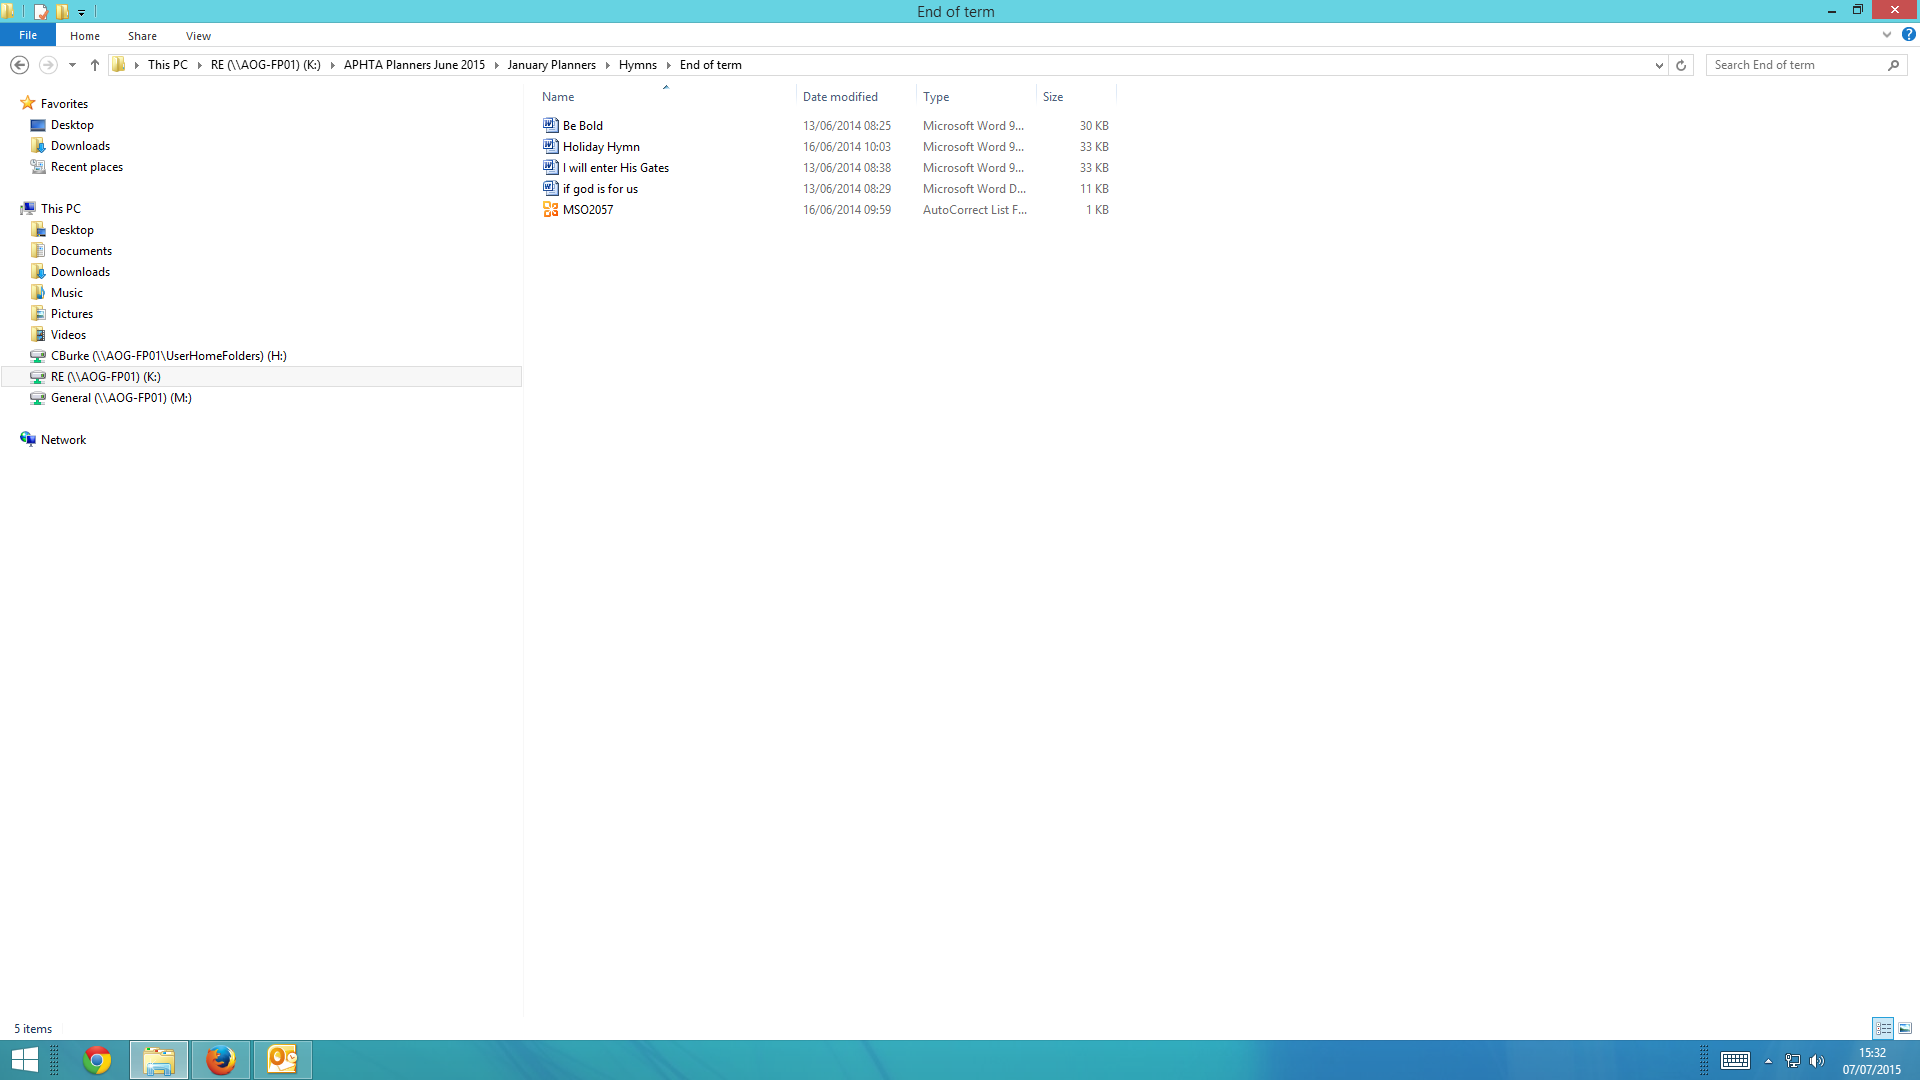 End of term
File Home Share View
This PC RE (\\AOG-FP01) (K:) APHTA Planners June 2015 January Planners Hymns End of term Search End of term
Favorites
Desktop
Downloads
Recent places
This PC
Desktop
Documents
Downloads
Music
Pictures
Videos
CBurke (\\AOG-FP01\UserHomeFolders) (H:)
RE (\\AOG-FP01) (K:)
General (\\AOG-FP01) (M:)
Network
Name Date modified Type Size
Be Bold 13/06/2014 08:25 Microsoft Word 9... 30 KB
Holiday Hymn 16/06/2014 10:03 Microsoft Word 9... 33 KB
I will enter His Gates 13/06/2014 08:38 Microsoft Word 9... 33 KB
if god is for us 13/06/2014 08:29 Microsoft Word D... 11 KB
MSO2057 16/06/2014 09:59 AutoCorrect List F... 1 KB
5 items
15:32
07/07/2015